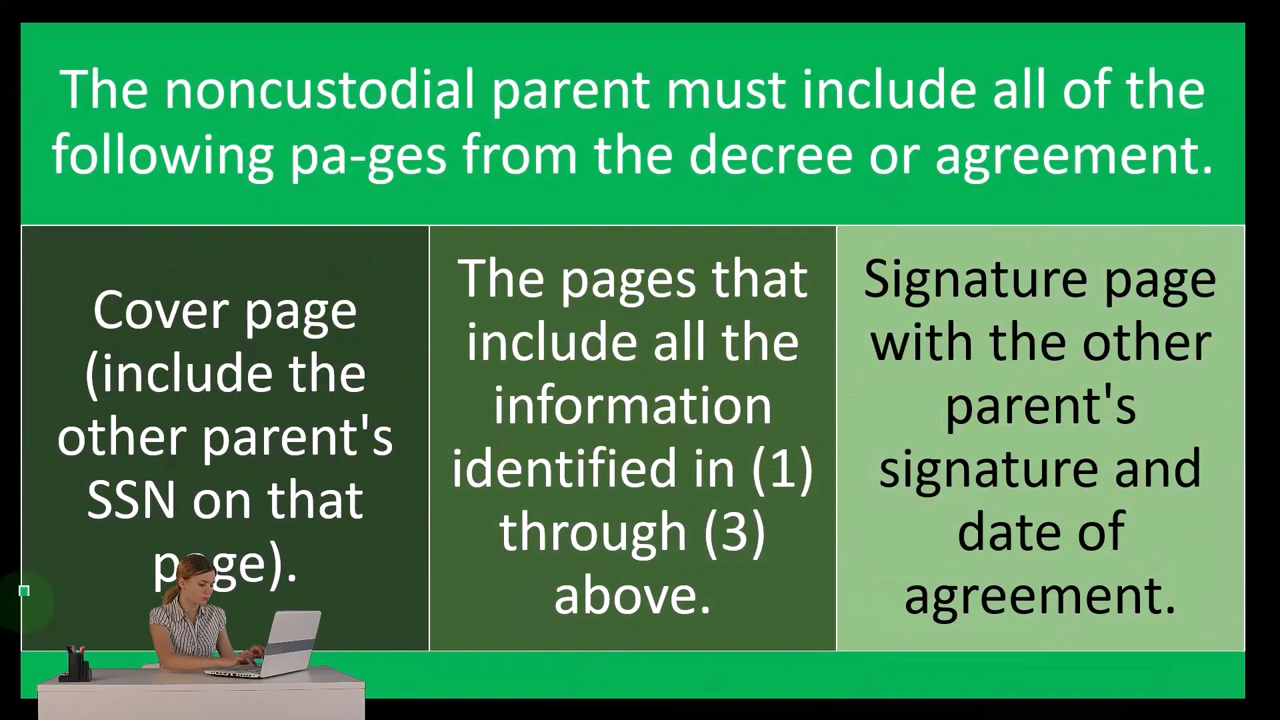 The noncustodial parent must include all of the
following pa-ges from the decree or agreement.
Cover page
(include the
other parent's
SSN on that
page).
The pages that
include all the
information
identified in (1)
through (3)
above.
Signature page
with the other
parent's
signature and
date of
agreement.